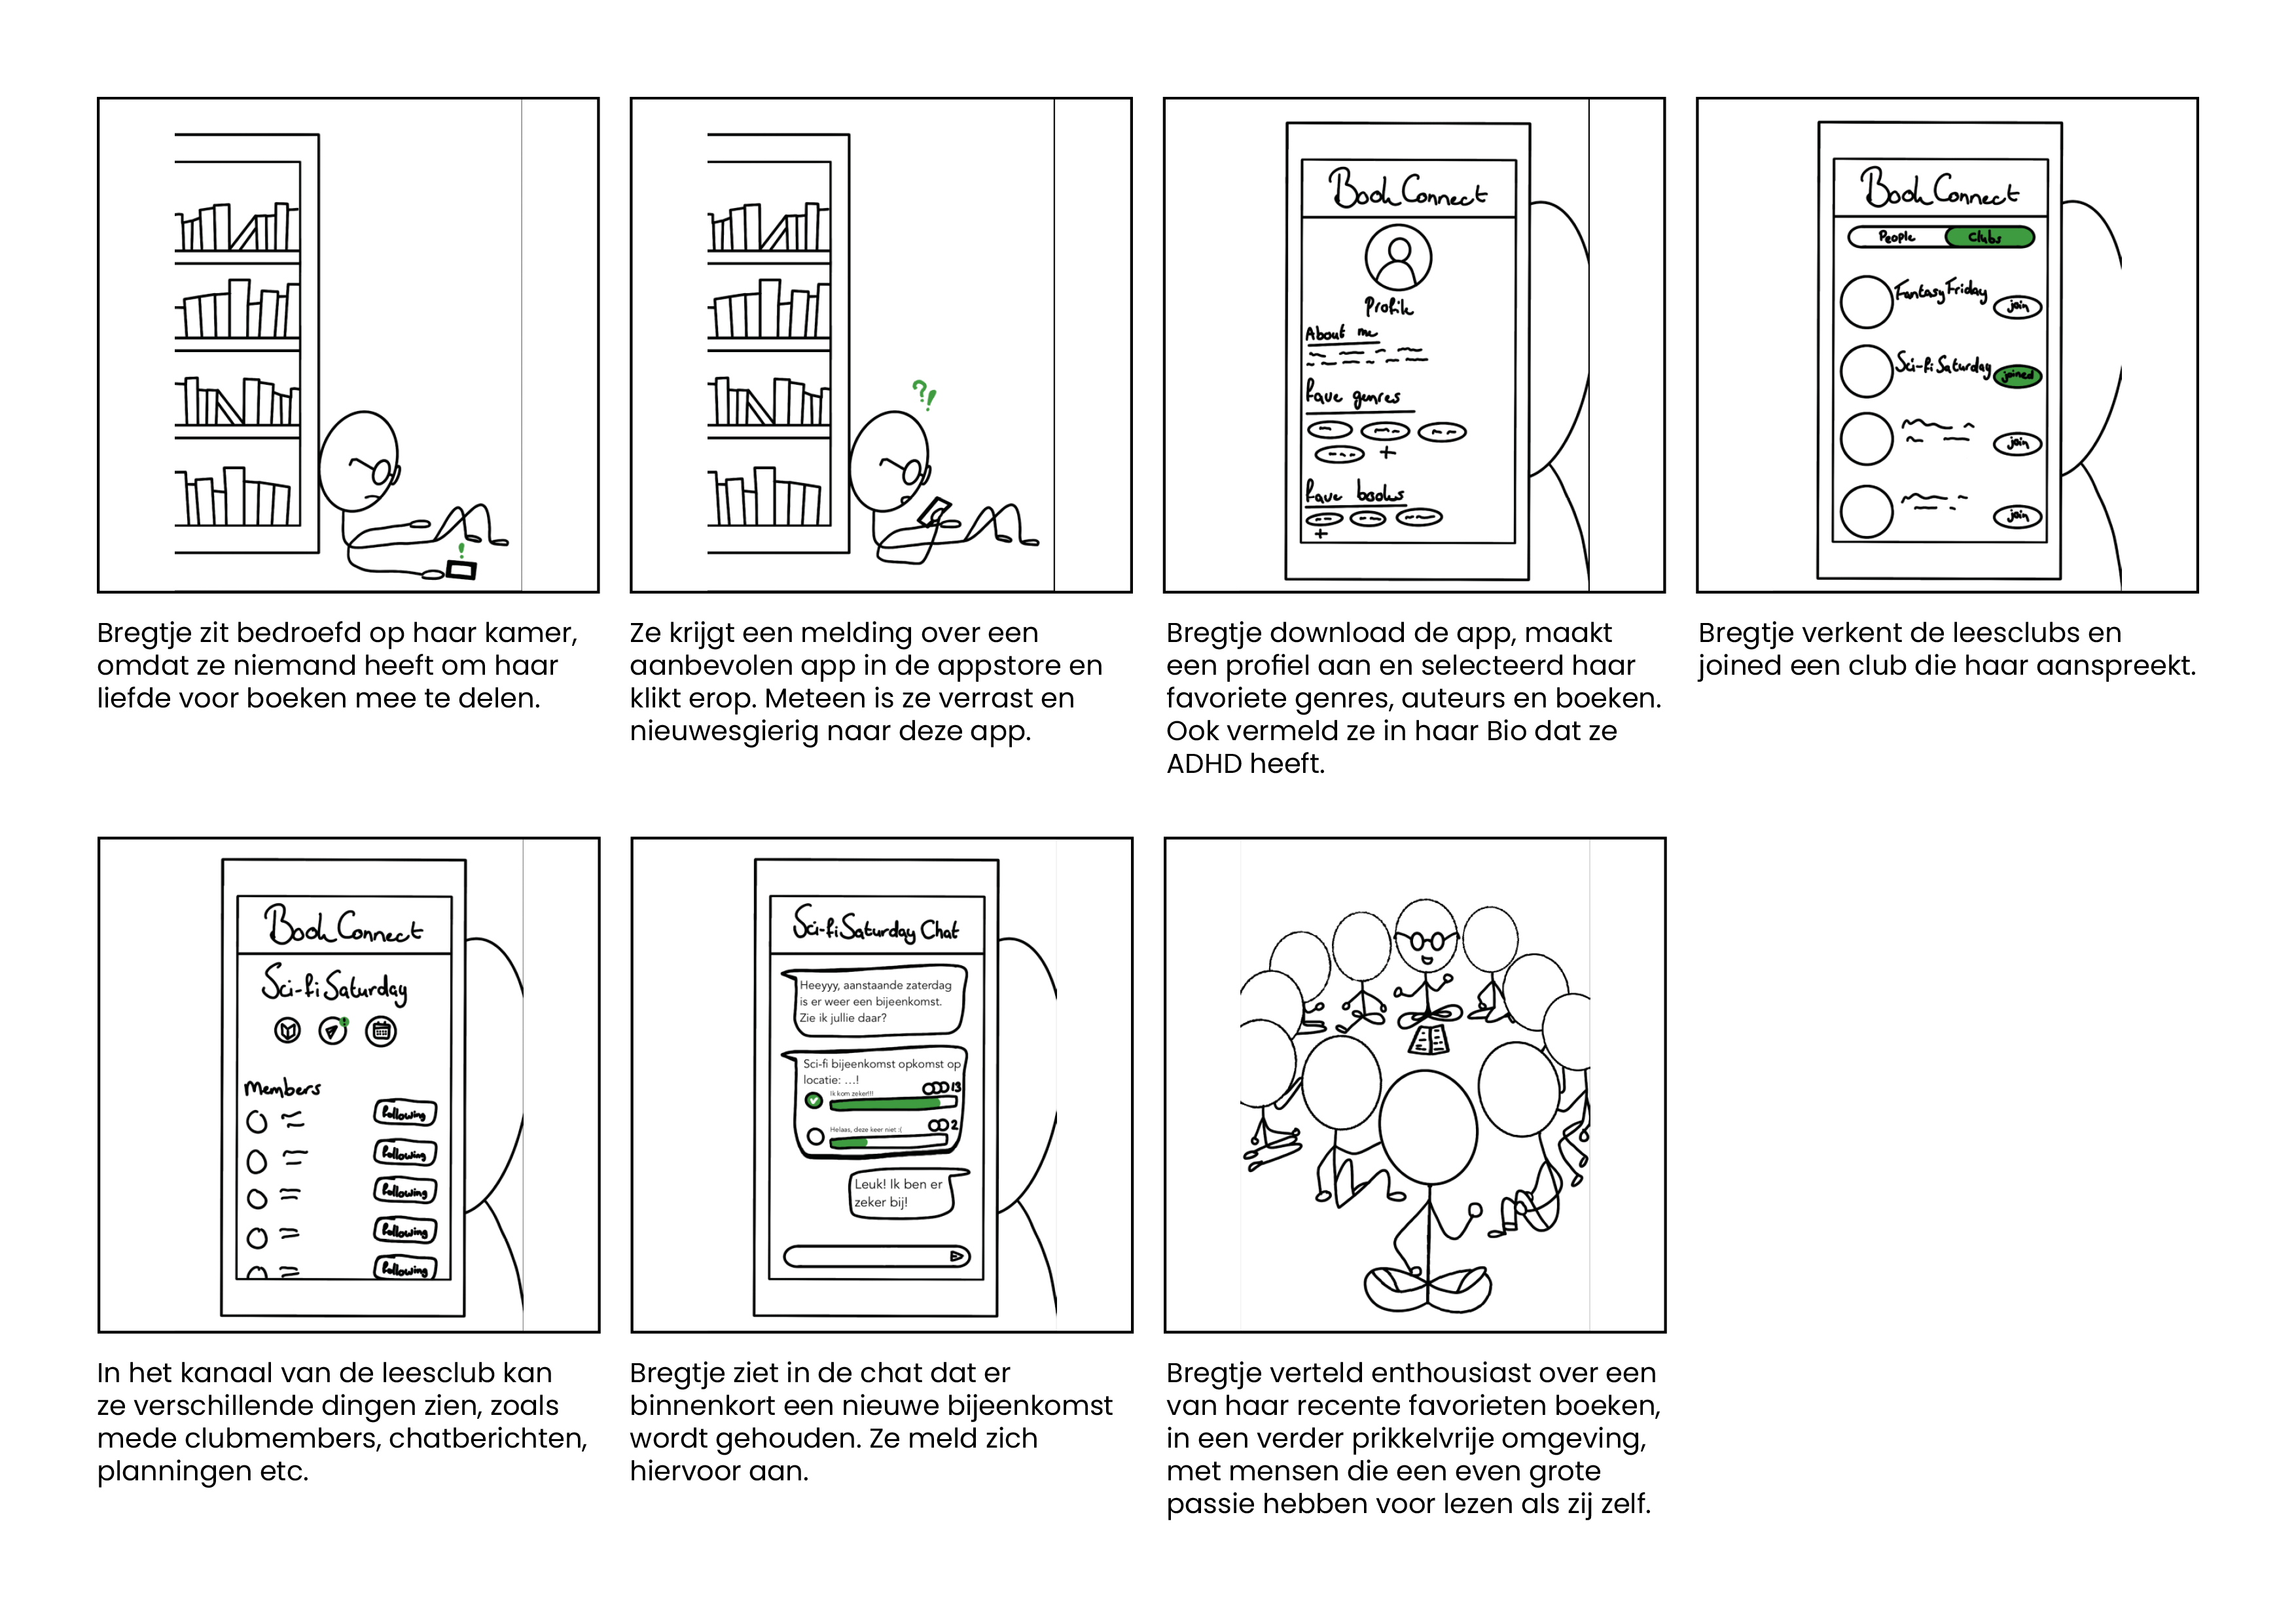 Book Connect
Profile
About me
fave genres
fave books
Book Connect
People Clubs
Fantasy Friday join
Sci-fi Saturday joined
join
join
Bregtje zit bedroefd op haar kamer,
omdat ze niemand heeft om haar
liefde voor boeken mee te delen.
Ze krijgt een melding over een
aanbevolen app in de appstore en
klikt erop. Meteen is ze verrast en
nieuwesgierig naar deze app.
Bregtje download de app, maakt
een profiel aan en selecteerd haar
favoriete genres, auteurs en boeken.
Ook vermeld ze in haar Bio dat ze
ADHD heeft.
Bregtje verkent de leesclubs en
joined een club die haar aanspreekt.
Book Connect
Sci-fi Saturday
Members
following
following
following
following
following
Sci-fi Saturday Chat
Heeyyy, aanstaande zaterdag
is er weer een bijeenkomst.
Zie ik jullie daar?
Sci-fi bijeenkomst opkomst op
locatie: ...!
Ik kom zeker!!! 13
Helaas, deze keer niet :( 2
Leuk! Ik ben er
zeker bij!
In het kanaal van de leesclub kan
ze verschillende dingen zien, zoals
mede clubmembers, chatberichten,
planningen etc.
Bregtje ziet in de chat dat er
binnenkort een nieuwe bijeenkomst
wordt gehouden. Ze meld zich
hiervoor aan.
Bregtje verteld enthousiast over een
van haar recente favorieten boeken,
in een verder prikkelvrije omgeving,
met mensen die een even grote
passie hebben voor lezen als zij zelf.